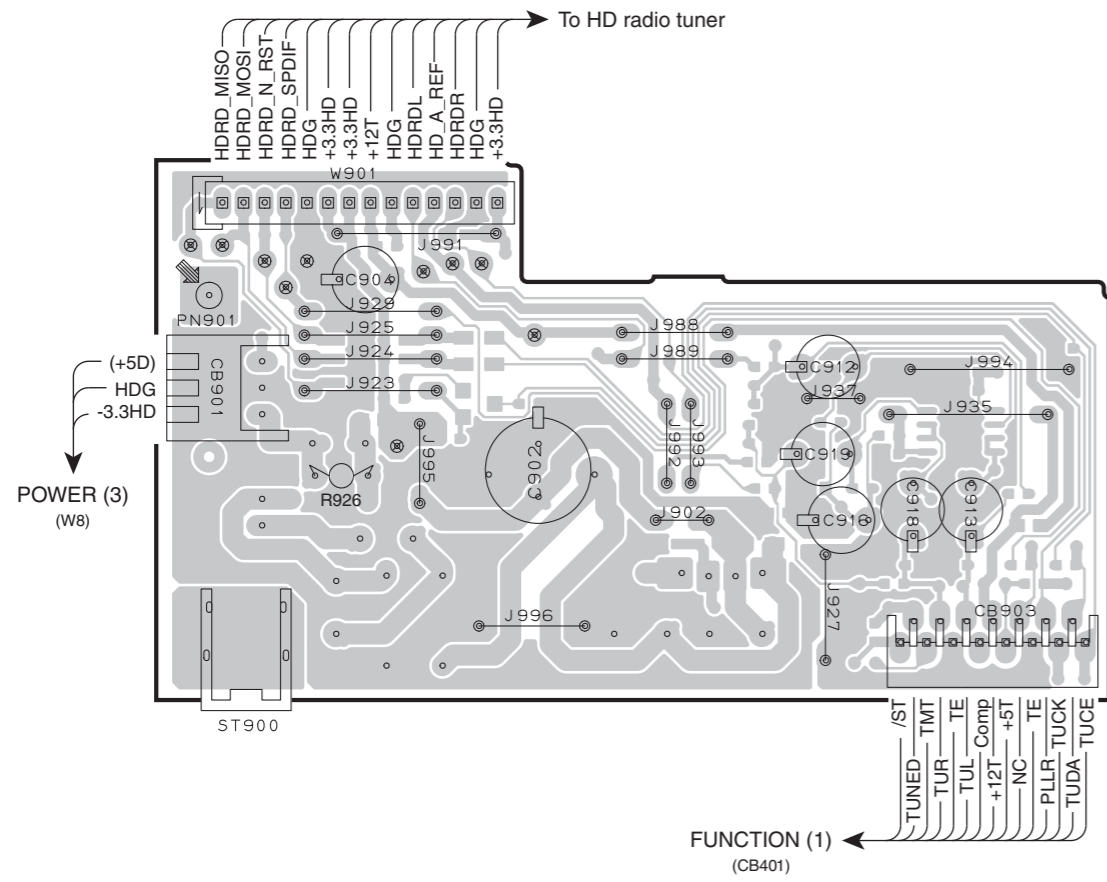 To HD radio tuner
HDRD_MISO
HDRD_MOSI
HDRD_N_RST
HDRD_SPDIF
HDG
+3.3HD
+3.3HD
+12T
HDG
HDRDL
HD_A_REF
HDRDR
HDG
+3.3HD
W901
J991
C904
PN901
J929
J925
J924
J923
J988
J989
C912
J937
J994
J935
(+5D)
HDG
-3.3HD
CB901
POWER (3)
(W8)
R926
J995
C902
J992
J993
C919
C916
C918
C913
J902
J927
J996
CB903
ST900
/ST
TUNED
TMT
TUR
TE
TUL
Comp
+12T
+5T
NC
TE
PLLR
TUCK
TUDA
TUCE
FUNCTION (1)
(CB401)